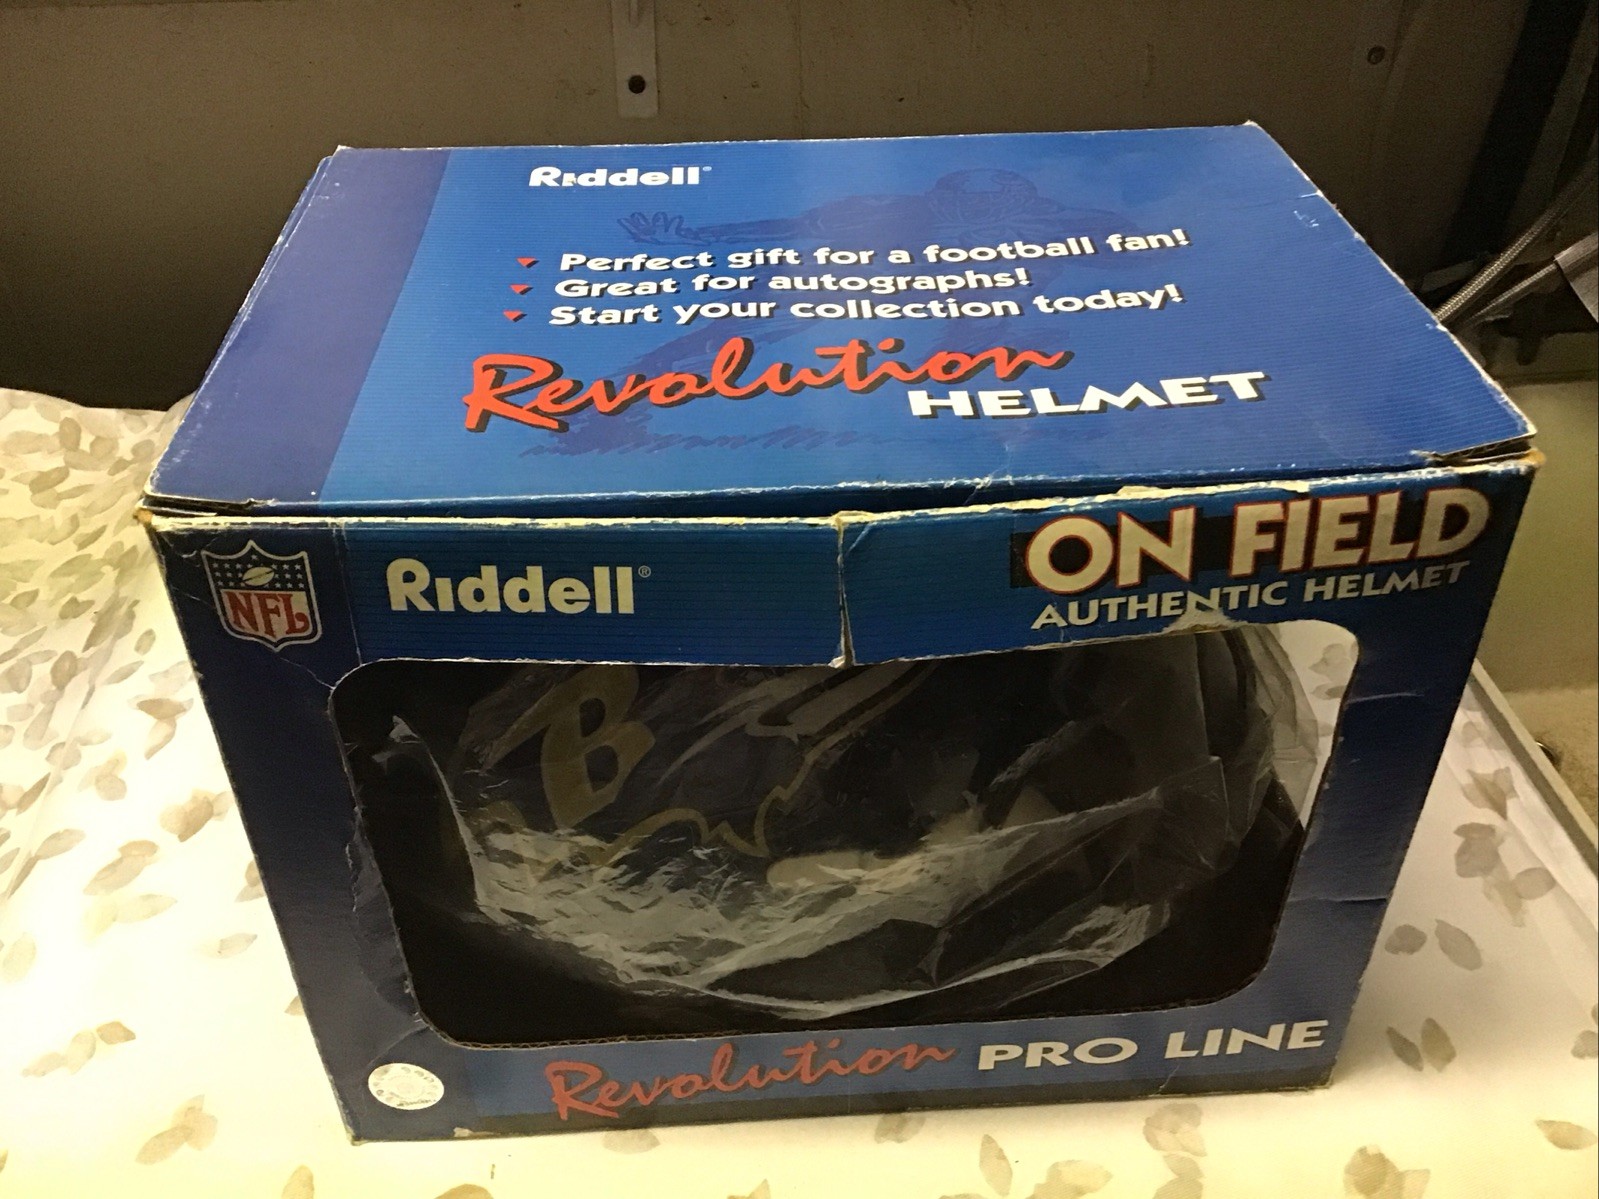 Riddell®
Perfect gift for a football fan!
Great for autographs!
Start your collection today!
Revolution
HELMET
NFL
Riddell®
ON FIELD
AUTHENTIC HELMET
B
Revolution PRO LINE